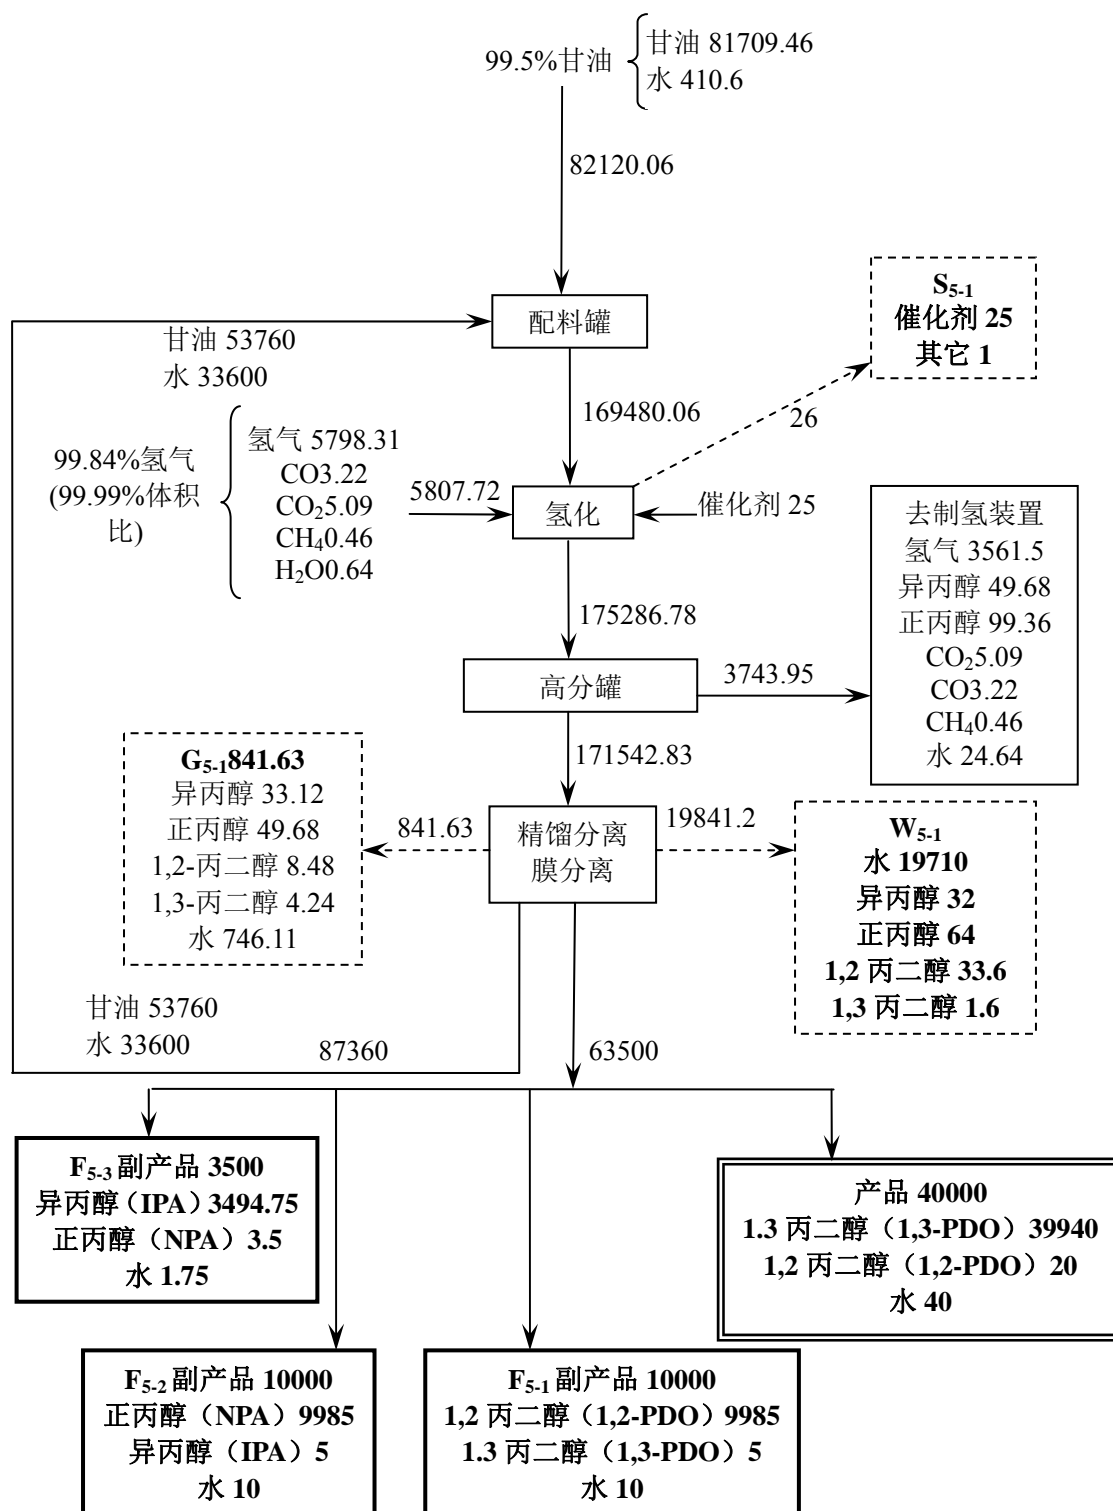 99.5%甘油
甘油 81709.46
水 410.6
82120.06
配料罐
甘油 53760
水 33600
S5-1
催化剂 25
其它 1
169480.06
26
99.84%氢气
(99.99%体积
比)
氢气 5798.31
CO3.22
CO25.09
CH40.46
H2O0.64
5807.72
氢化
催化剂 25
175286.78
去制氢装置
氢气 3561.5
异丙醇 49.68
正丙醇 99.36
CO25.09
CO3.22
CH40.46
水 24.64
高分罐
3743.95
171542.83
G5-1841.63
异丙醇 33.12
正丙醇 49.68
1,2-丙二醇 8.48
1,3-丙二醇 4.24
水 746.11
841.63
精馏分离
膜分离
19841.2
W5-1
水 19710
异丙醇 32
正丙醇 64
1,2 丙二醇 33.6
1,3 丙二醇 1.6
甘油 53760
水 33600
87360
63500
F5-3 副产品 3500
异丙醇（IPA）3494.75
正丙醇（NPA）3.5
水 1.75
产品 40000
1.3 丙二醇（1,3-PDO）39940
1,2 丙二醇（1,2-PDO）20
水 40
F5-2 副产品 10000
正丙醇（NPA）9985
异丙醇（IPA）5
水 10
F5-1 副产品 10000
1,2 丙二醇（1,2-PDO）9985
1.3 丙二醇（1,3-PDO）5
水 10